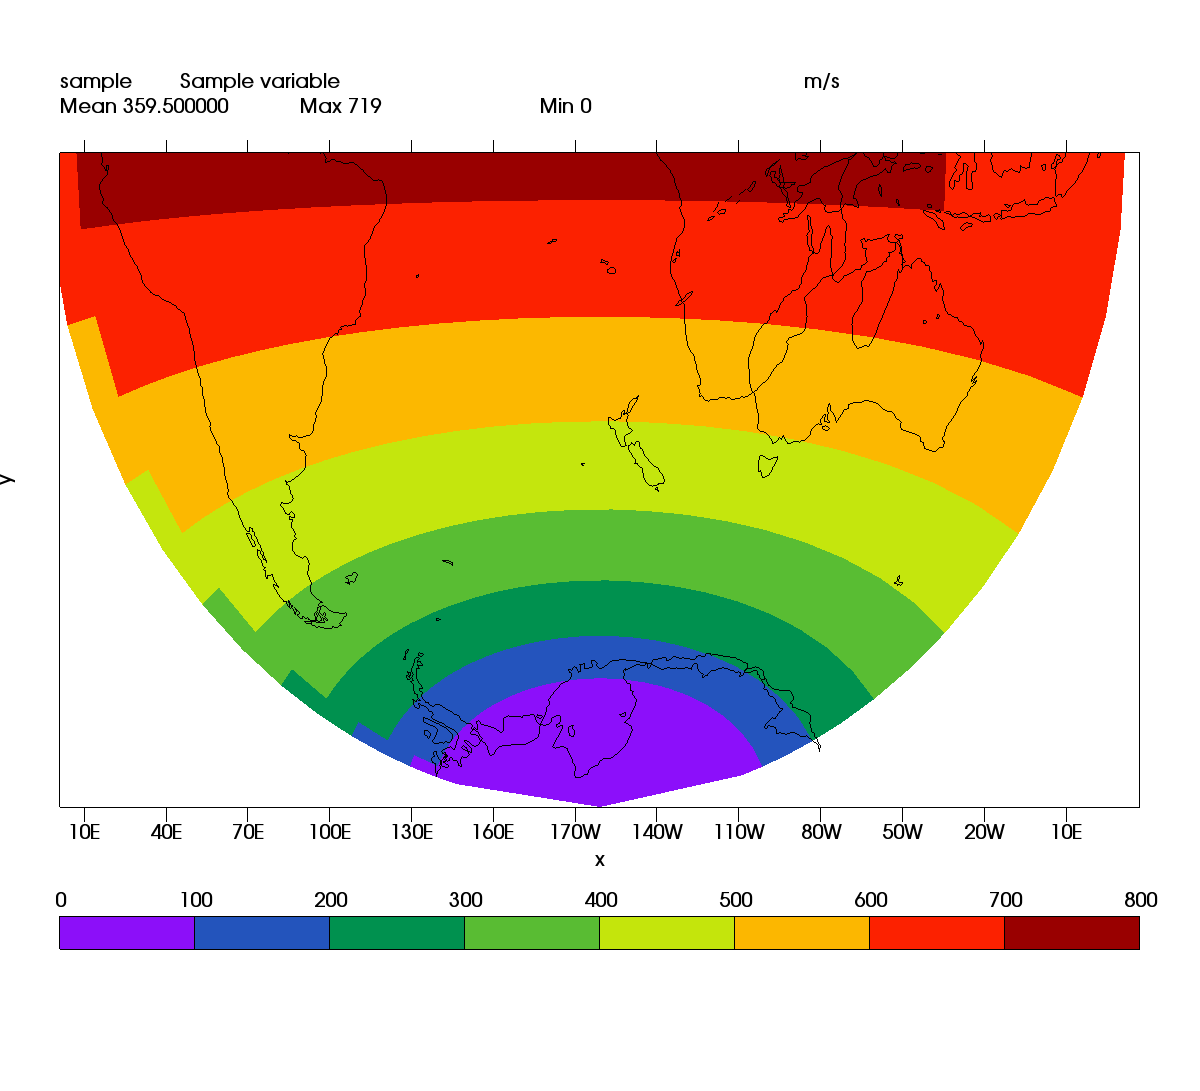 sample Sample variable m/s
Mean 359.500000 Max 719 Min 0
y
10E 40E 70E 100E 130E 160E 170W 140W 110W 80W 50W 20W 10E
x
0 100 200 300 400 500 600 700 800